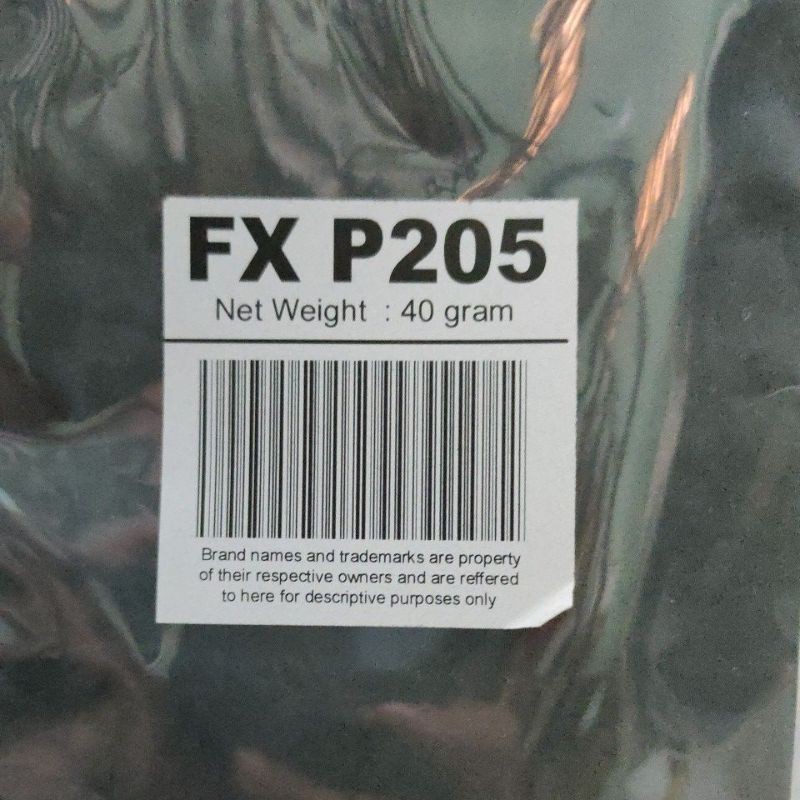 FX P205
Net Weight : 40 gram
Brand names and trademarks are property
of their respective owners and are reffered
to here for descriptive purposes only